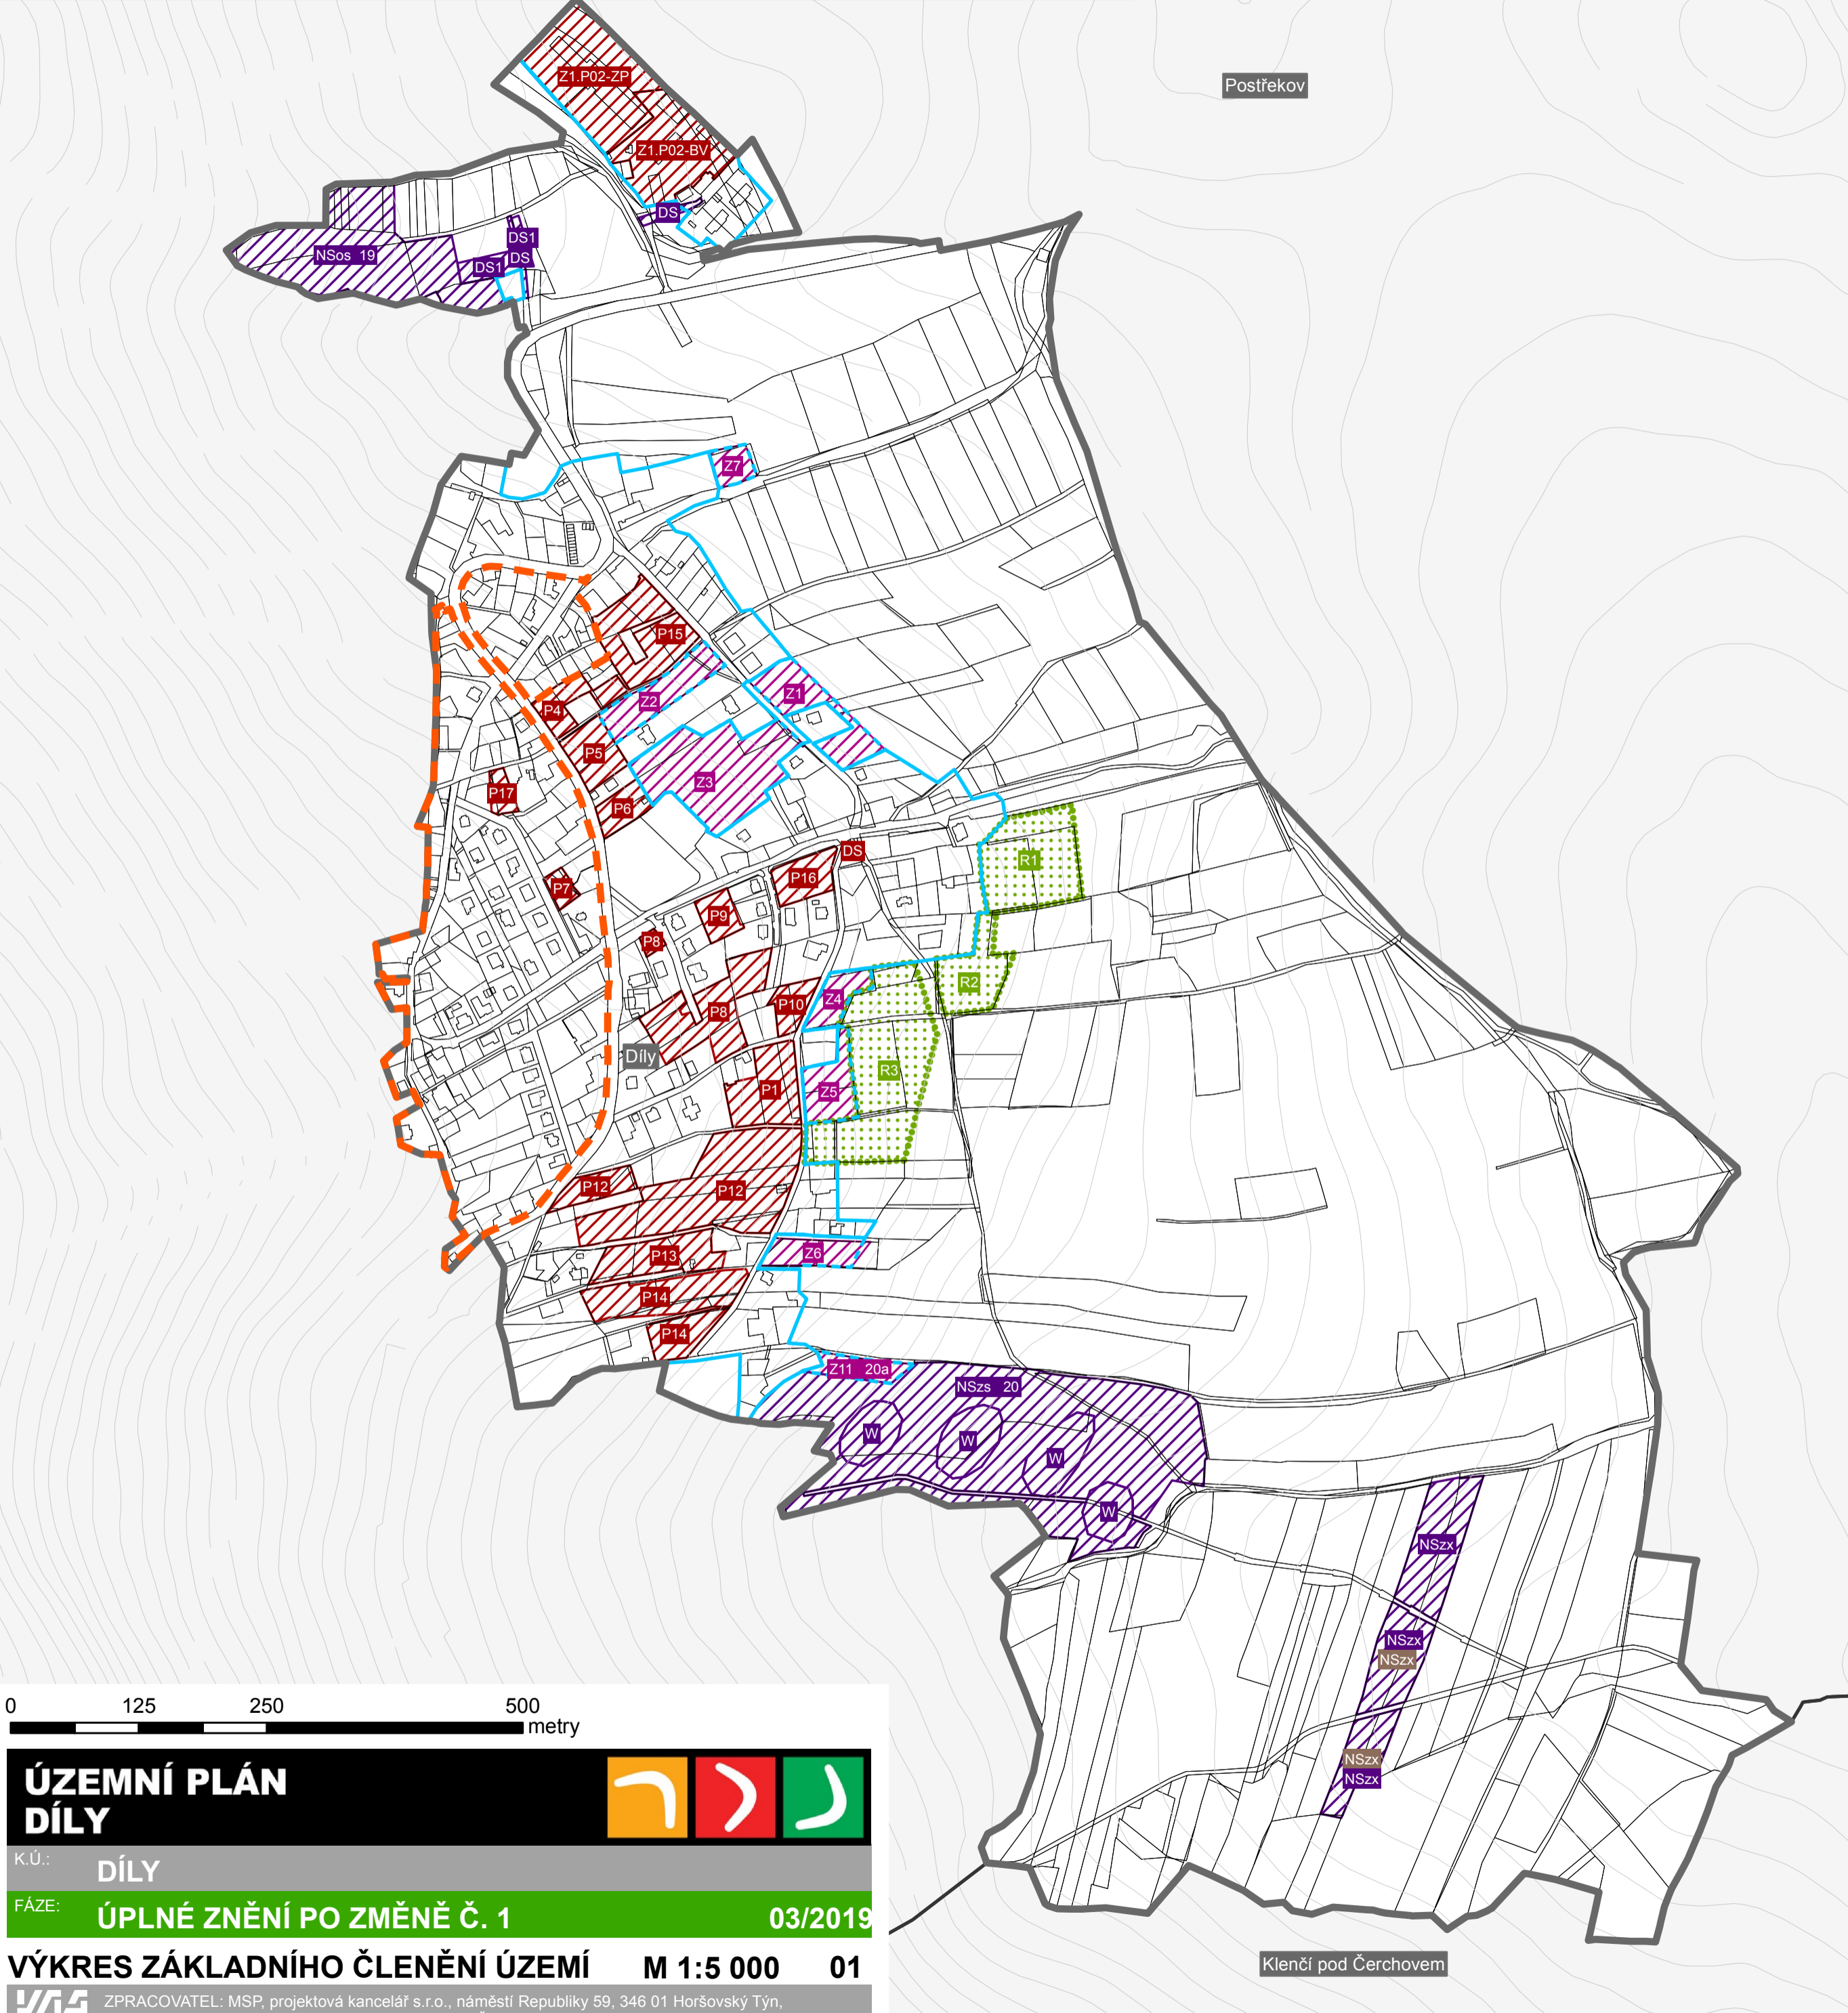 Postřekov
Z1.P02-ZP
Z1.P02-BV
DS
DS1
NSos 19
DS
DS1
Z7
P15
Z1
Z2
P4
P5
Z3
P17
P6
DS
R1
P16
P7
P9
P8
R2
Z4
P10
P8
Díly
R3
P1
Z5
P12
P12
Z6
P13
P14
P14
Z11 20a
NSzs 20
W
W
W
W
NSzx
NSzx
NSzx
NSzx
NSzx
0 125 250 500
metry
ÚZEMNÍ PLÁN
DÍLY
K.Ú.: DÍLY
FÁZE: ÚPLNÉ ZNĚNÍ PO ZMĚNĚ Č. 1 03/2019
VÝKRES ZÁKLADNÍHO ČLENĚNÍ ÚZEMÍ M 1:5 000 01
ZPRACOVATEL: MSP, projektová kancelář s.r.o., náměstí Republiky 59, 346 01 Horšovský Týn,
Klenčí pod Čerchovem